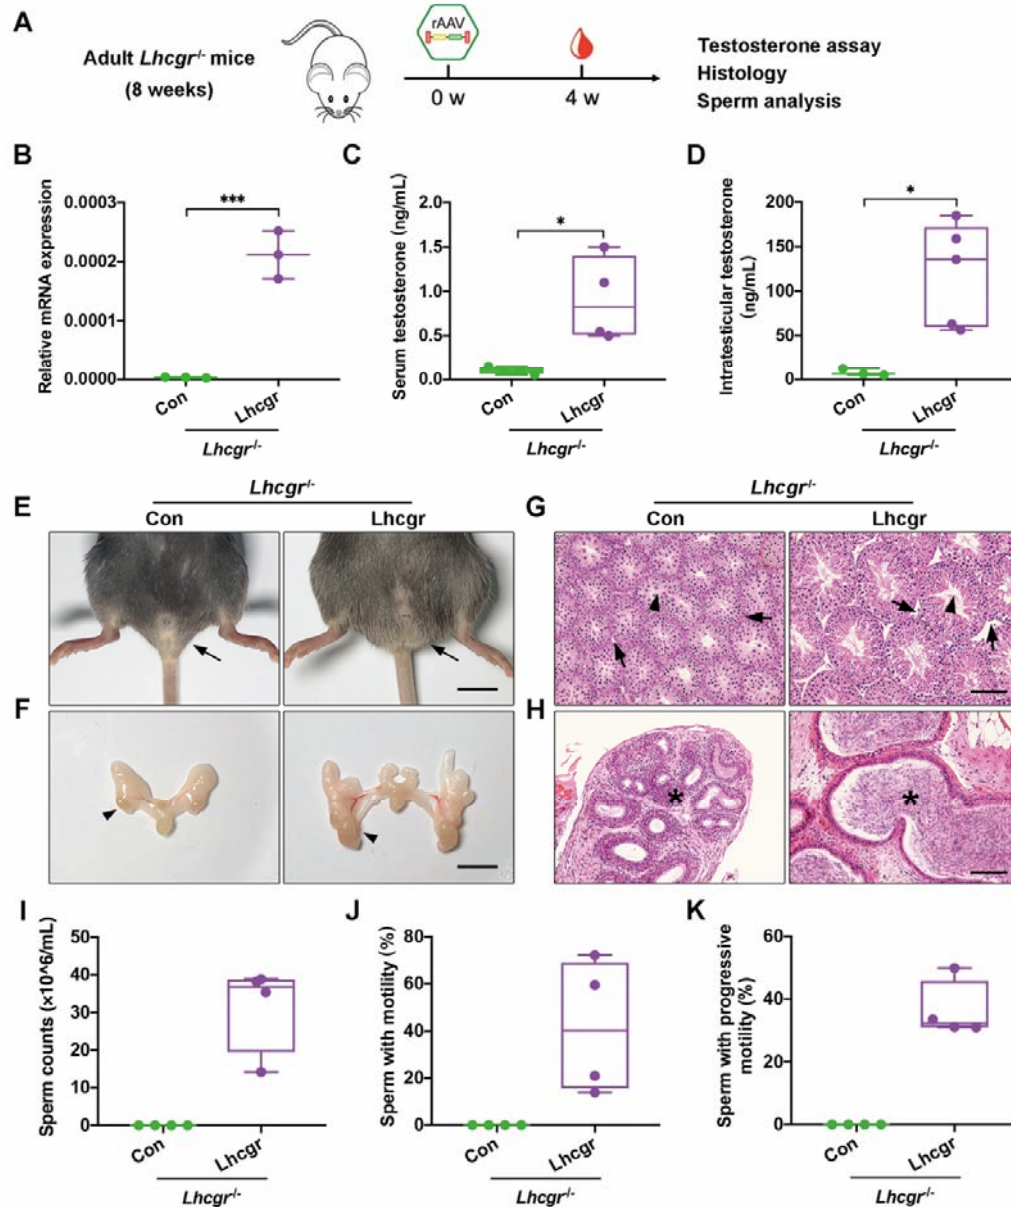 A
Adult Lhcgr-/- mice
(8 weeks)
rAAV
0 w
4 w
Testosterone assay
Histology
Sperm analysis
B
Relative mRNA expression
0.0003
0.0002
0.0001
0.0000
***
Con
Lhcgr
Lhcgr-/-
C
Serum testosterone (ng/mL)
2.0
1.5
1.0
0.5
0.0
*
Con
Lhcgr
Lhcgr-/-
D
Intratesticular testosterone
(ng/mL)
200
150
100
50
0
*
Con
Lhcgr
Lhcgr-/-
E
Lhcgr-/-
Con
Lhcgr
F
G
Lhcgr-/-
Con
Lhcgr
H
*
*
I
Sperm counts (×10^6/mL)
50
40
30
20
10
0
Con
Lhcgr
Lhcgr-/-
J
Sperm with motility (%)
80
60
40
20
0
Con
Lhcgr
Lhcgr-/-
K
Sperm with progressive
motility (%)
60
40
20
0
Con
Lhcgr
Lhcgr-/-